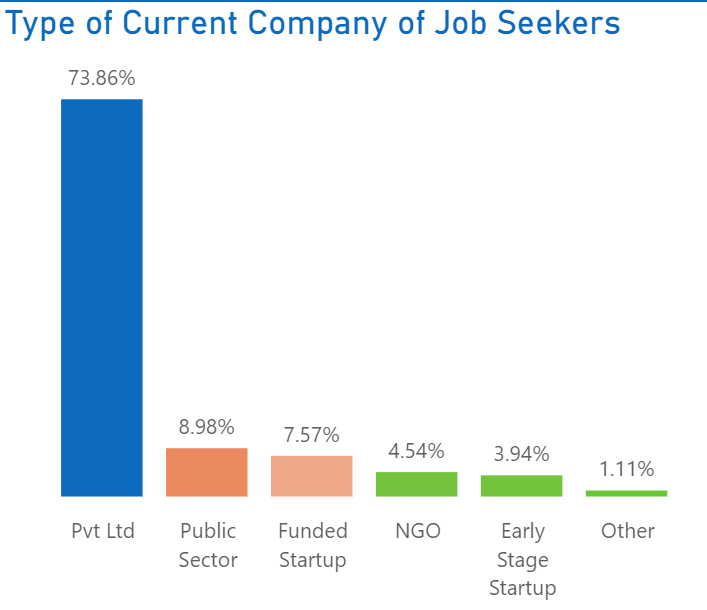 Type of Current Company of Job Seekers
73.86%
8.98%
7.57%
4.54%
3.94%
1.11%
Pvt Ltd
Public
Sector
Funded
Startup
NGO
Early
Stage
Startup
Other